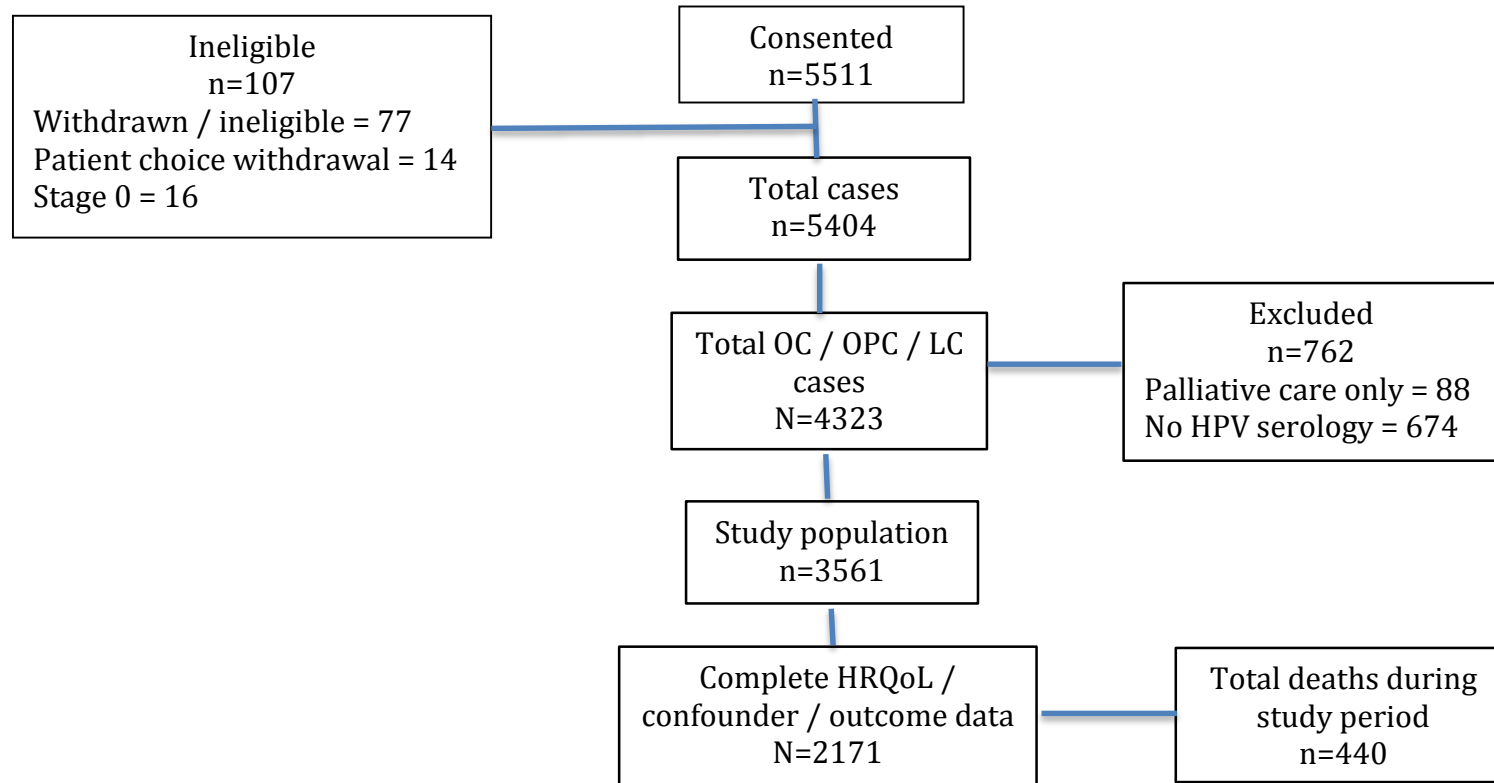 Ineligible
n=107
Withdrawn / ineligible = 77
Patient choice withdrawal = 14
Stage 0 = 16
Consented
n=5511
Total cases
n=5404
Total OC / OPC / LC
cases
N=4323
Excluded
n=762
Palliative care only = 88
No HPV serology = 674
Study population
n=3561
Complete HRQoL /
confounder / outcome data
N=2171
Total deaths during
study period
n=440